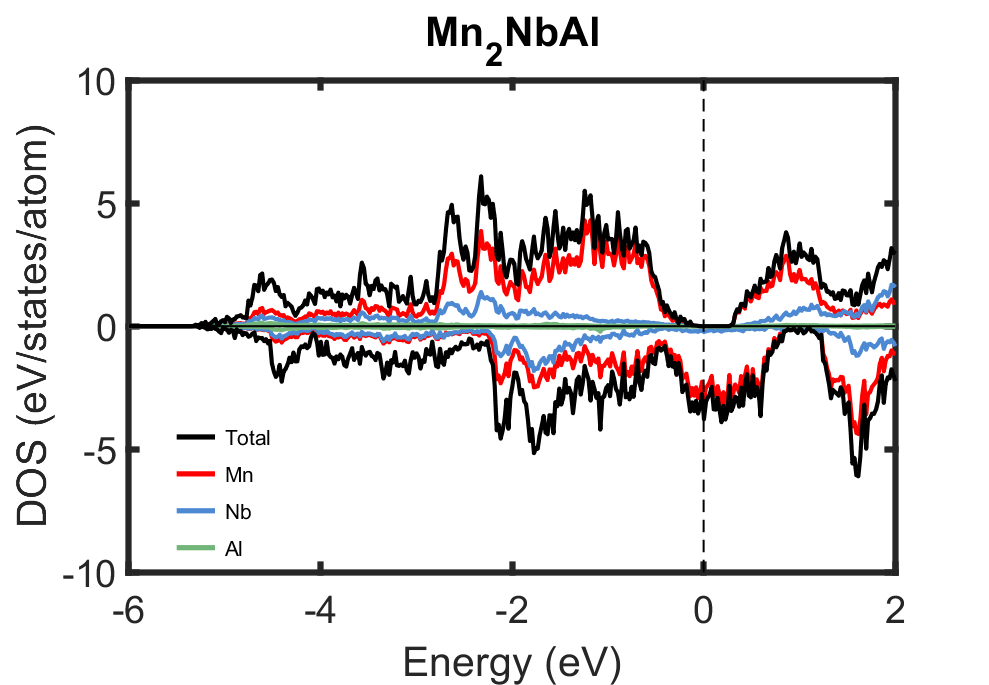 Mn2NbAl
10
5
0
-5
-10
DOS (eV/states/atom)
Total
Mn
Nb
Al
-6 -4 -2 0 2
Energy (eV)